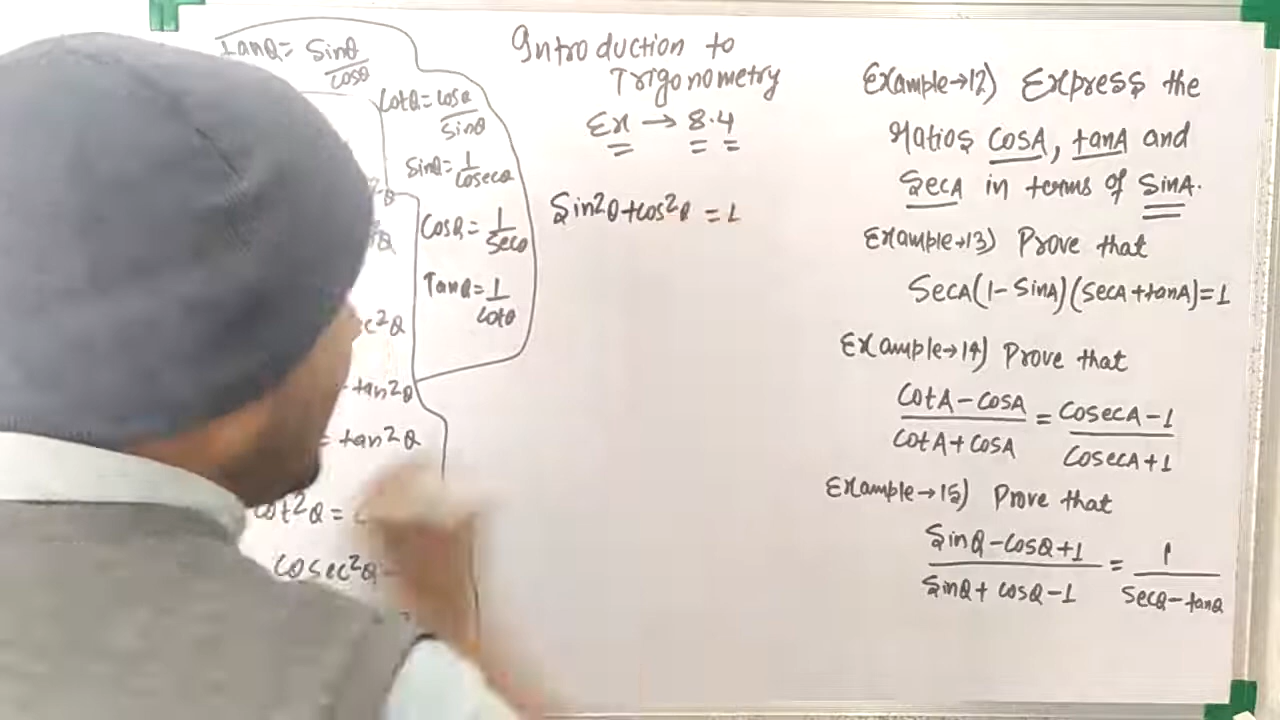 tanθ = sinθ/cosθ
cotθ = cosθ/sinθ
sinθ = 1/cosecθ
cosθ = 1/secθ
Tanθ = 1/cotθ
tan²θ
= tan²θ
cot²θ =
cosec²θ -
Introduction to
Trigonometry
Ex → 8.4
Sin²θ+cos²θ = 1
Example→12) Express the
ratios cosA, tanA and
SecA in terms of SinA.
Example→13) Prove that
SecA(1-SinA)(secA+tanA)=1
Example→14) Prove that
CotA-cosA/CotA+cosA = CosecA-1/CosecA+1
Example→15) Prove that
Sinθ-cosθ+1/Sinθ+cosθ-1 = 1/Secθ-tanθ